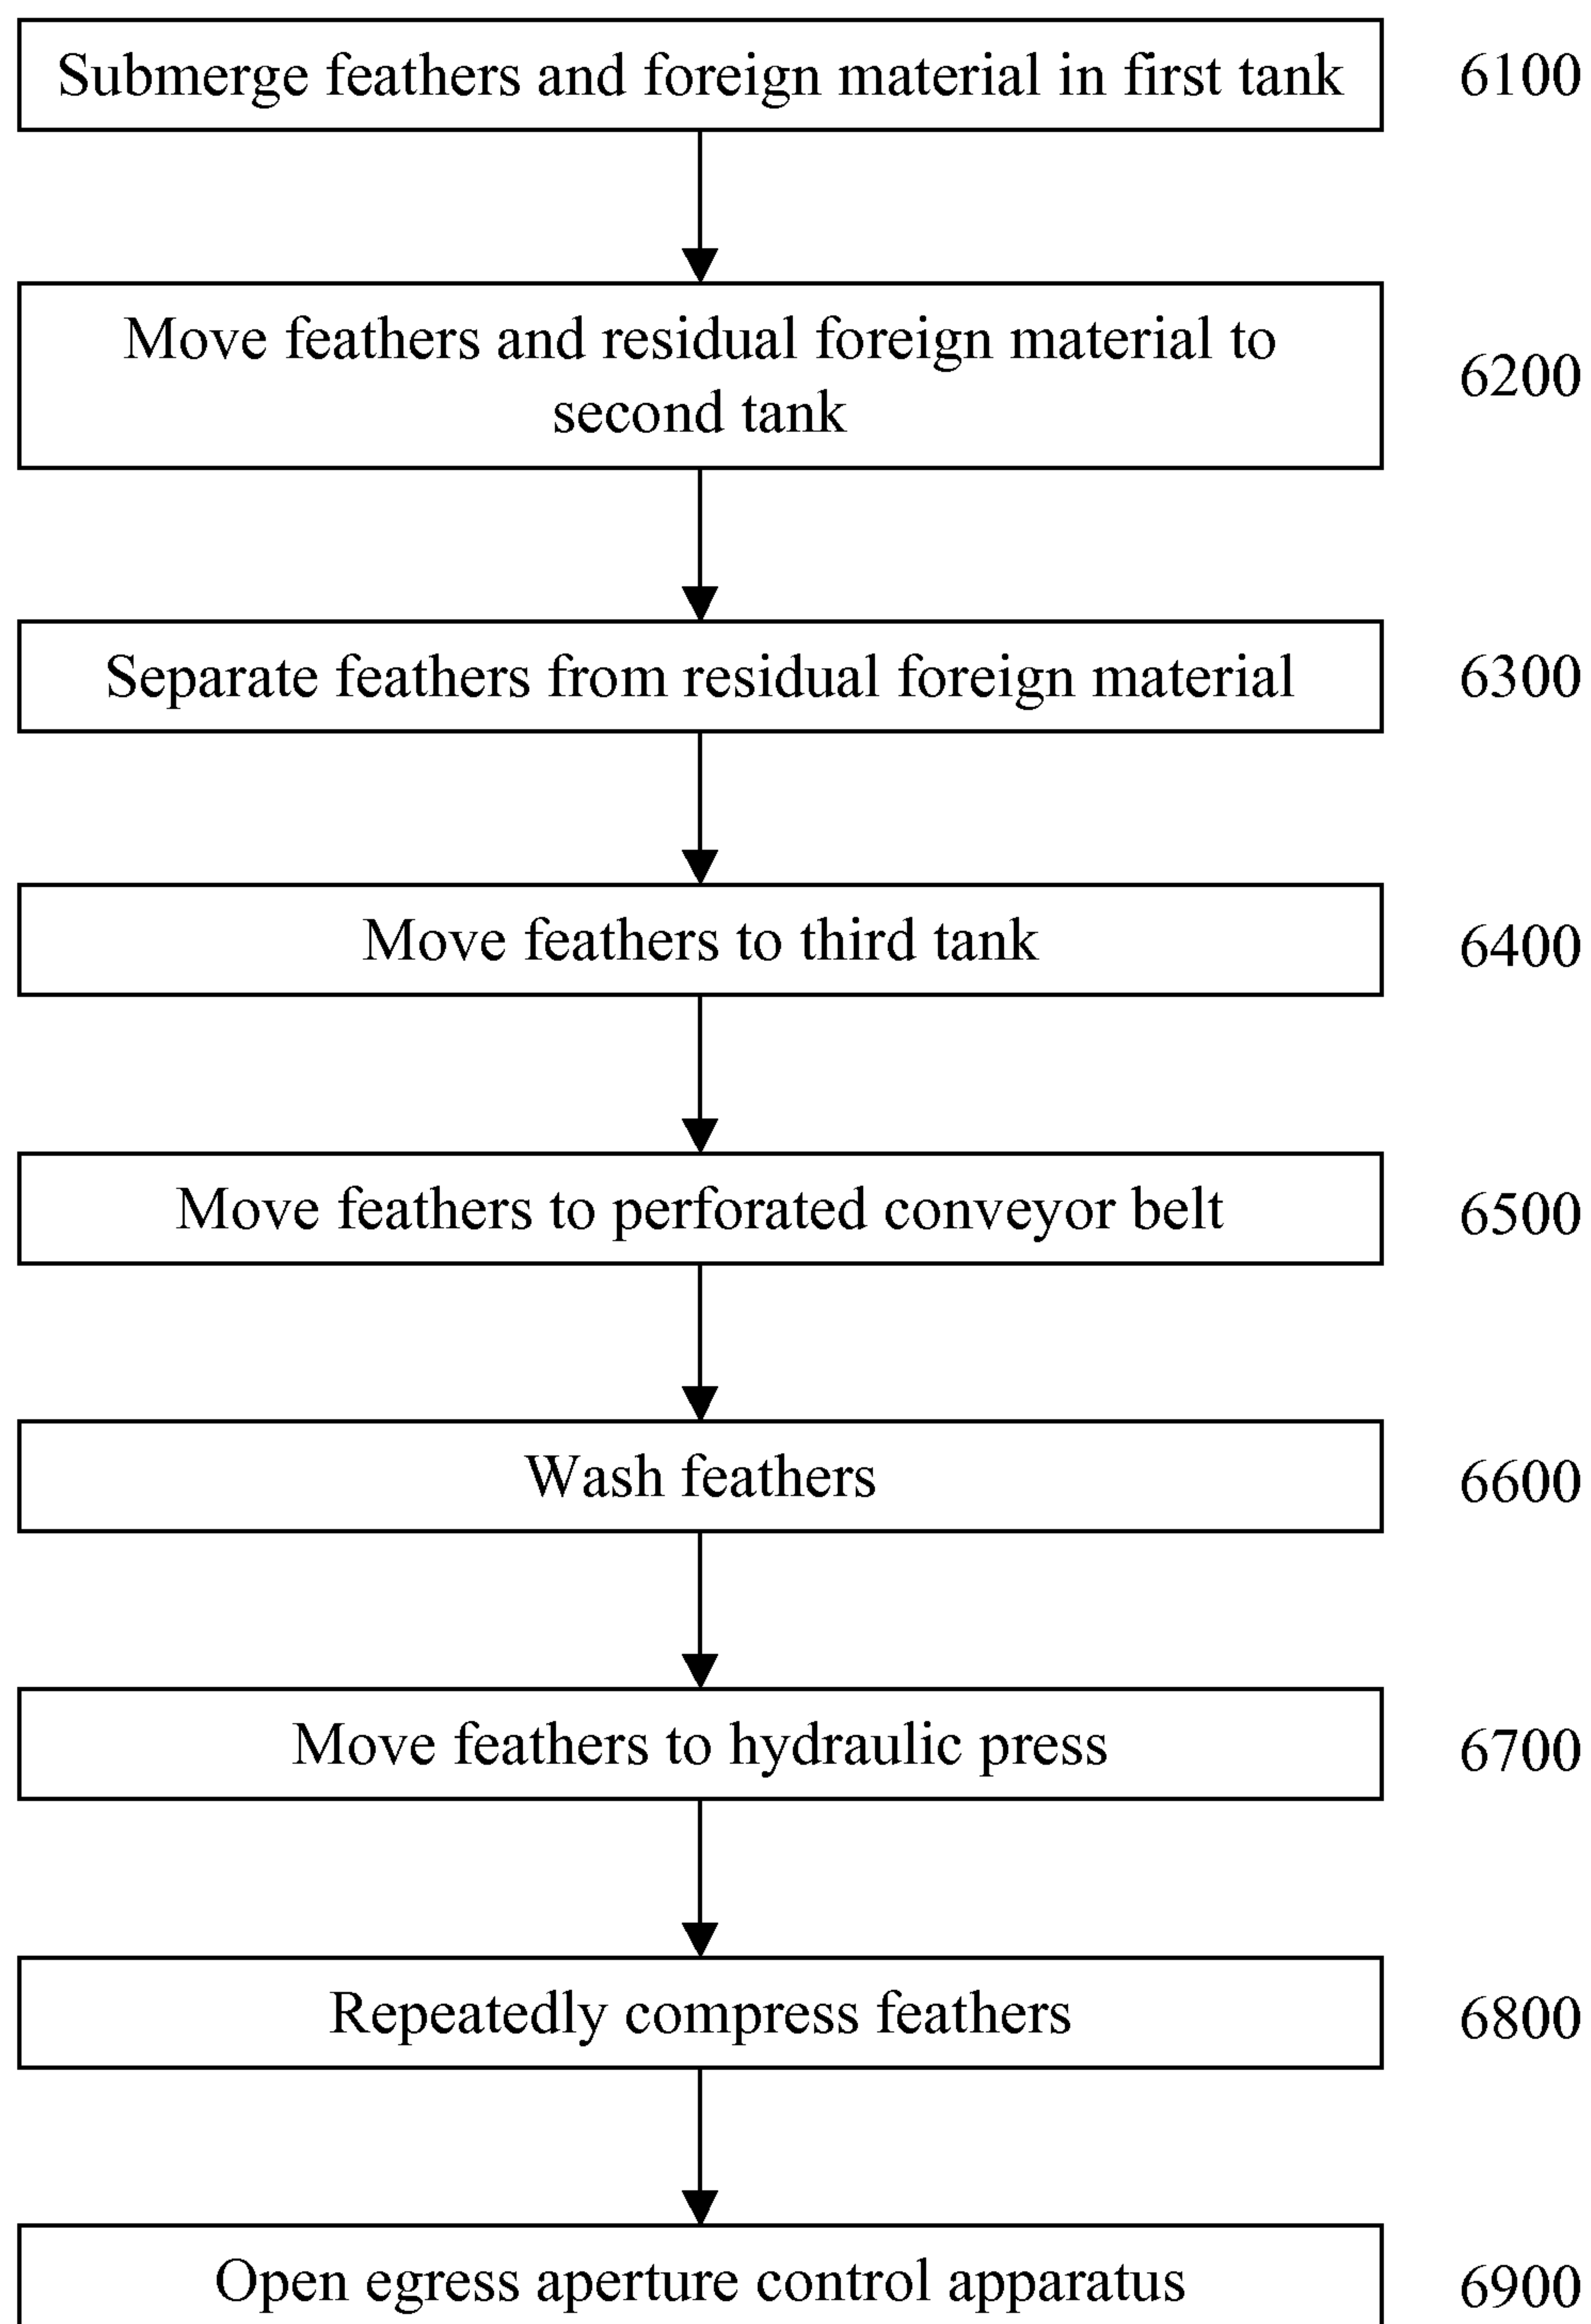 Submerge feathers and foreign material in first tank 6100
Move feathers and residual foreign material to
second tank 6200
Separate feathers from residual foreign material 6300
Move feathers to third tank 6400
Move feathers to perforated conveyor belt 6500
Wash feathers 6600
Move feathers to hydraulic press 6700
Repeatedly compress feathers 6800
Open egress aperture control apparatus 6900